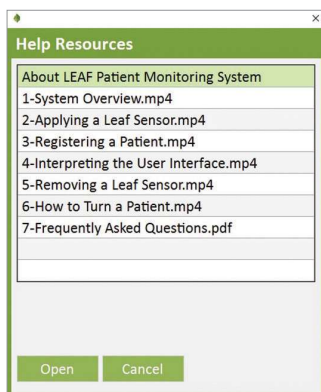 Help Resources
About LEAF Patient Monitoring System
1-System Overview.mp4
2-Applying a Leaf Sensor.mp4
3-Registering a Patient.mp4
4-Interpreting the User Interface.mp4
5-Removing a Leaf Sensor.mp4
6-How to Turn a Patient.mp4
7-Frequently Asked Questions.pdf
Open Cancel